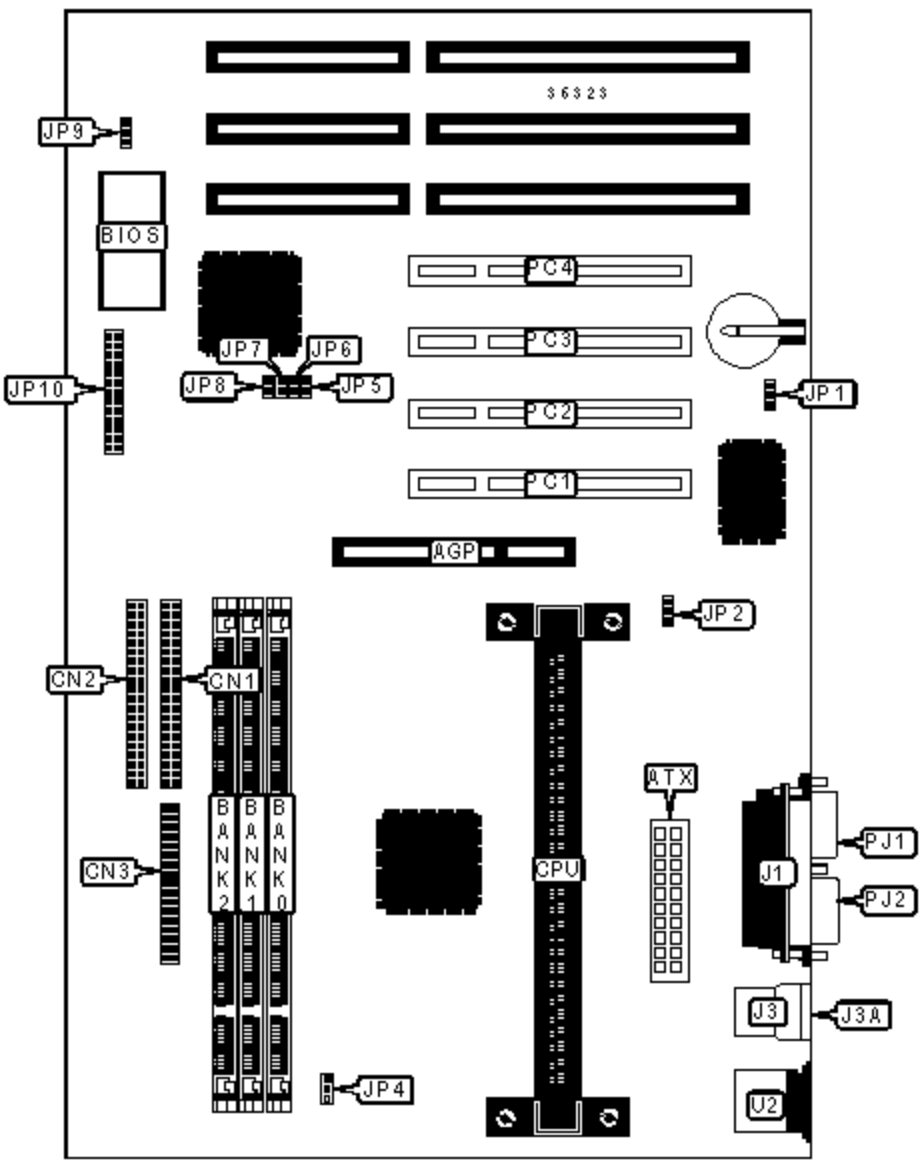 36323
JP9
BIOS
PC4
PC3
JP7
JP6
JP8
JP5
JP10
JP1
PC2
PC1
AGP
JP2
CN2
CN1
ATX
BANK2
BANK1
BANK0
PJ1
CN3
CPU
J1
PJ2
J3
J3A
JP4
U2